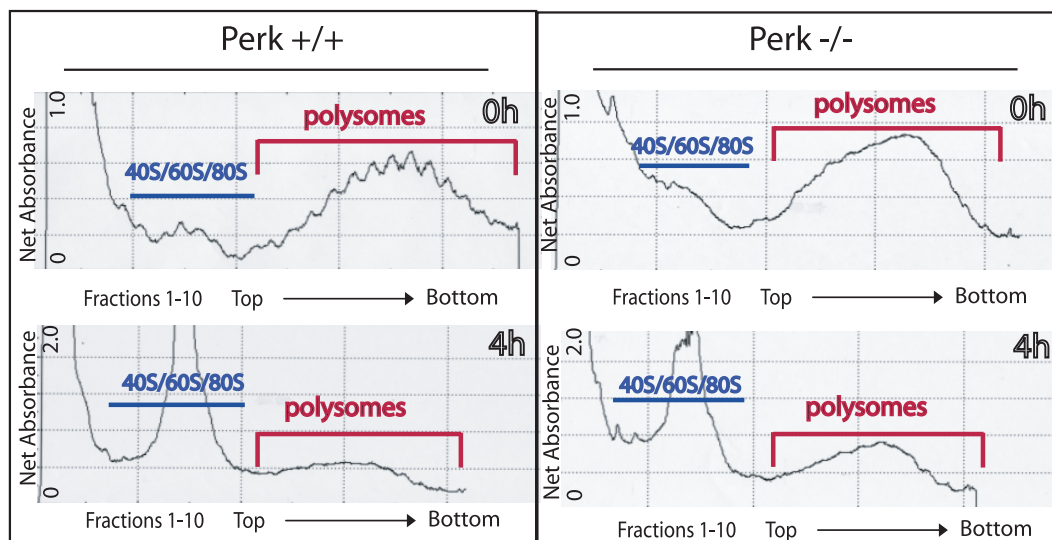 Perk +/+
Net Absorbance
1.0
0
40S/60S/80S
polysomes
0h
Fractions 1-10 Top Bottom
Net Absorbance
2.0
0
40S/60S/80S
polysomes
4h
Fractions 1-10 Top Bottom
Perk -/-
Net Absorbance
1.0
0
40S/60S/80S
polysomes
0h
Fractions 1-10 Top Bottom
Net Absorbance
2.0
0
40S/60S/80S
polysomes
4h
Fractions 1-10 Top Bottom